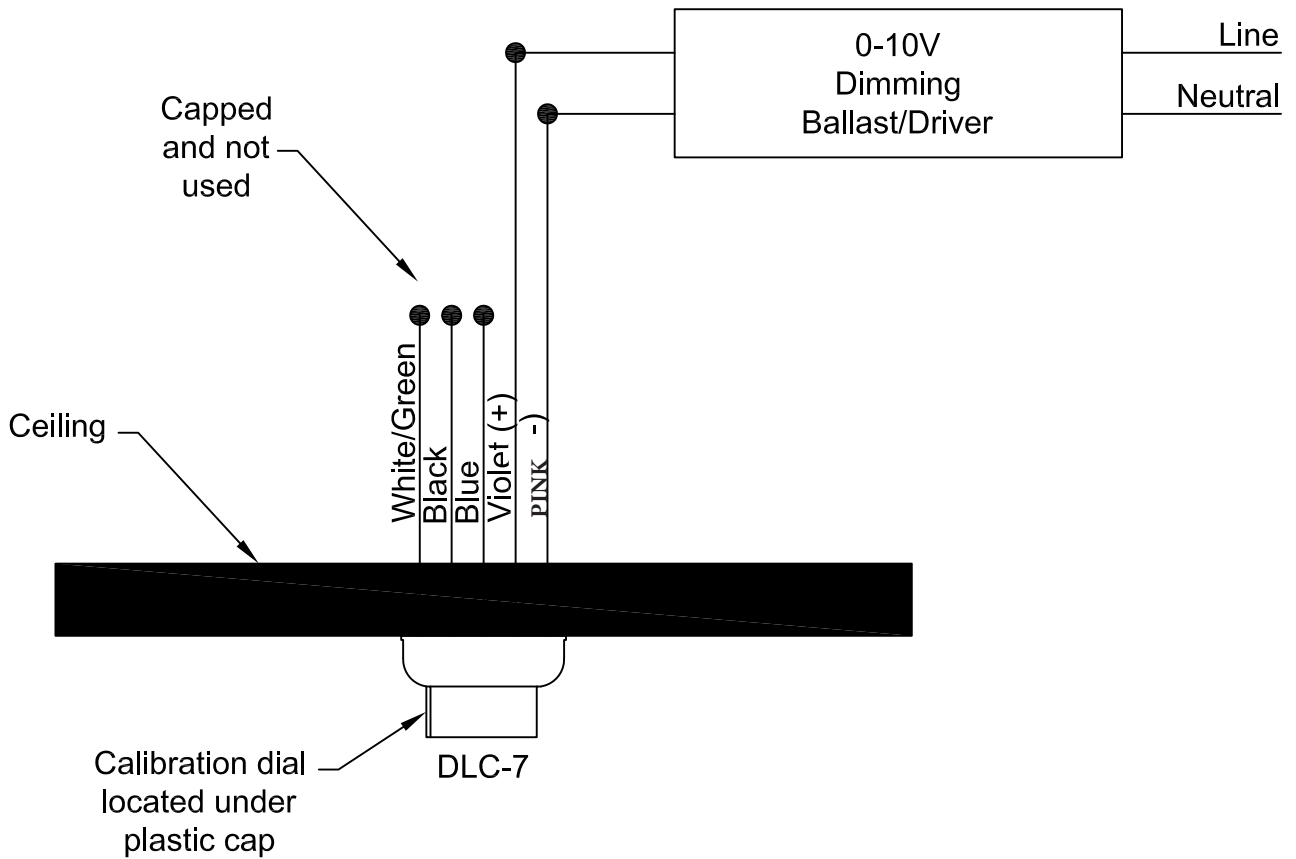 0-10V
Dimming
Ballast/Driver
Line
Neutral
Capped
and not
used
White/Green
Black
Blue
Violet (+)
PINK -)
Ceiling
Calibration dial
located under
plastic cap
DLC-7